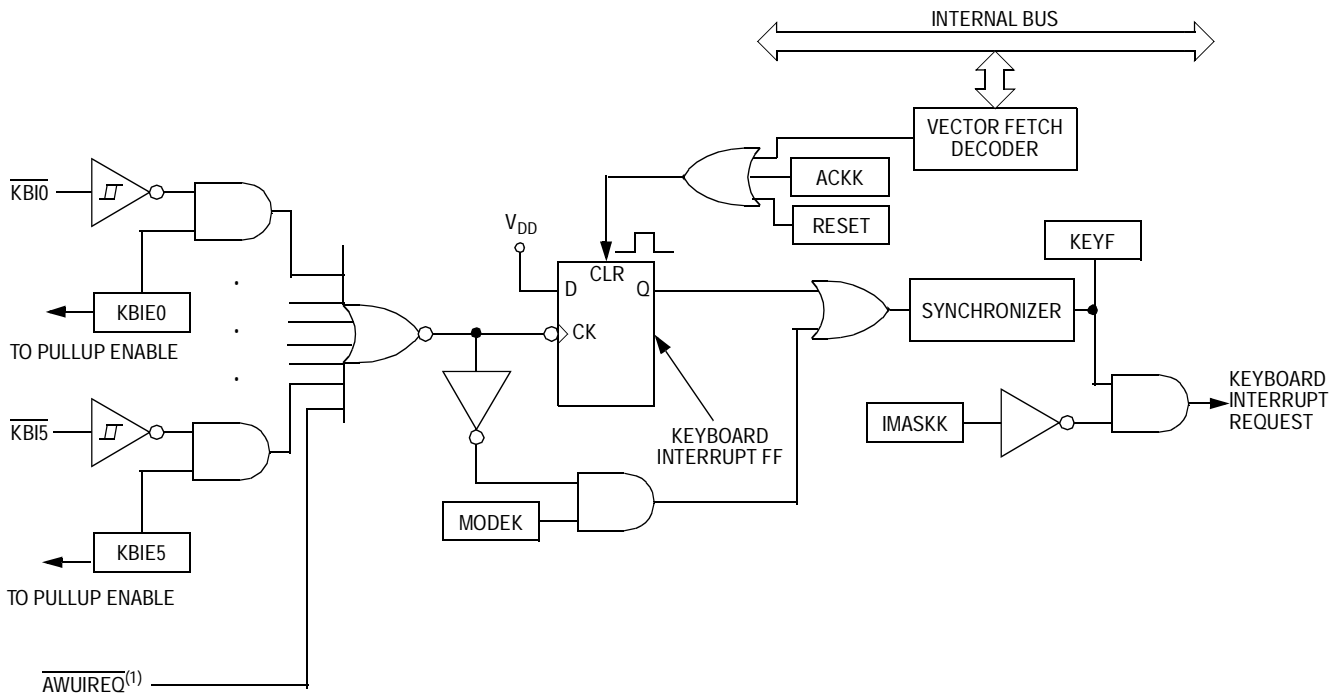 INTERNAL BUS
VECTOR FETCH
DECODER
ACKK
RESET
KBI0
KBIE0
TO PULLUP ENABLE
KBI5
KBIE5
TO PULLUP ENABLE
AWUIREQ(1)
VDD
CLR
D
Q
CK
KEYBOARD
INTERRUPT FF
MODEK
SYNCHRONIZER
KEYF
IMASKK
KEYBOARD
INTERRUPT
REQUEST